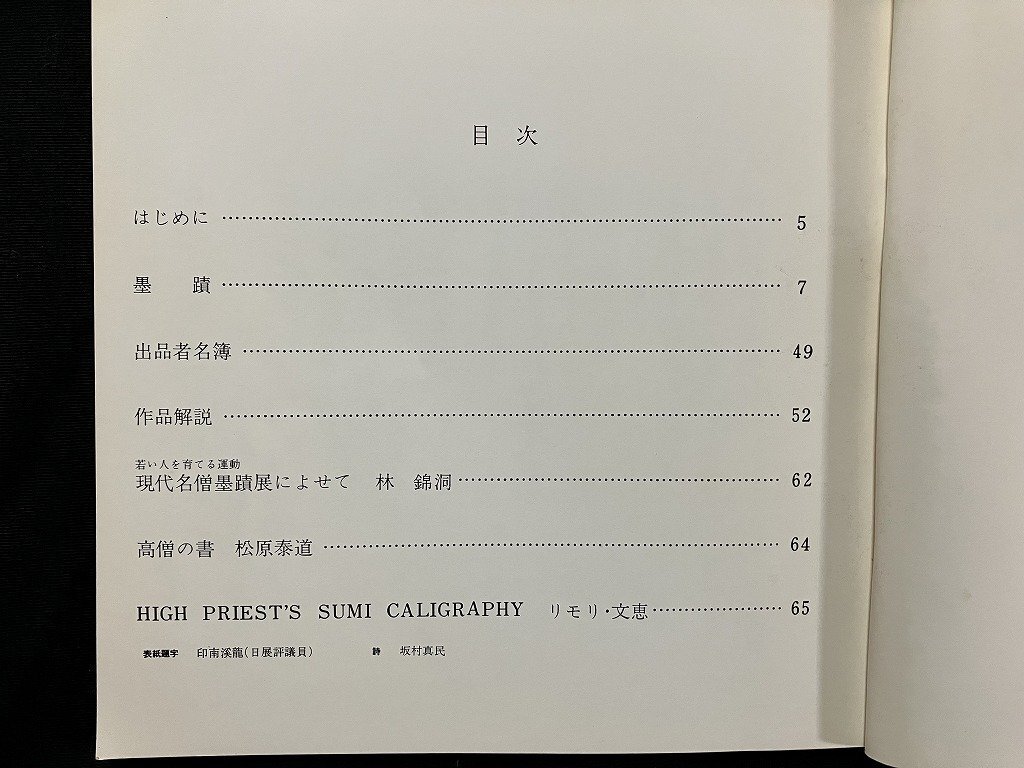 目 次
はじめに …………………………………… 5
墨 蹟 …………………………………… 7
出品者名簿 …………………………………… 49
作品解説 …………………………………… 52
若い人を育てる運動
現代名僧墨蹟展によせて 林 錦洞 …………………………………… 62
高僧の書 松原泰道 …………………………………… 64
HIGH PRIEST'S SUMI CALIGRAPHY リモリ・文恵 ………………… 65
表紙題字 印南溪龍(日展評議員) 詩 坂村真民